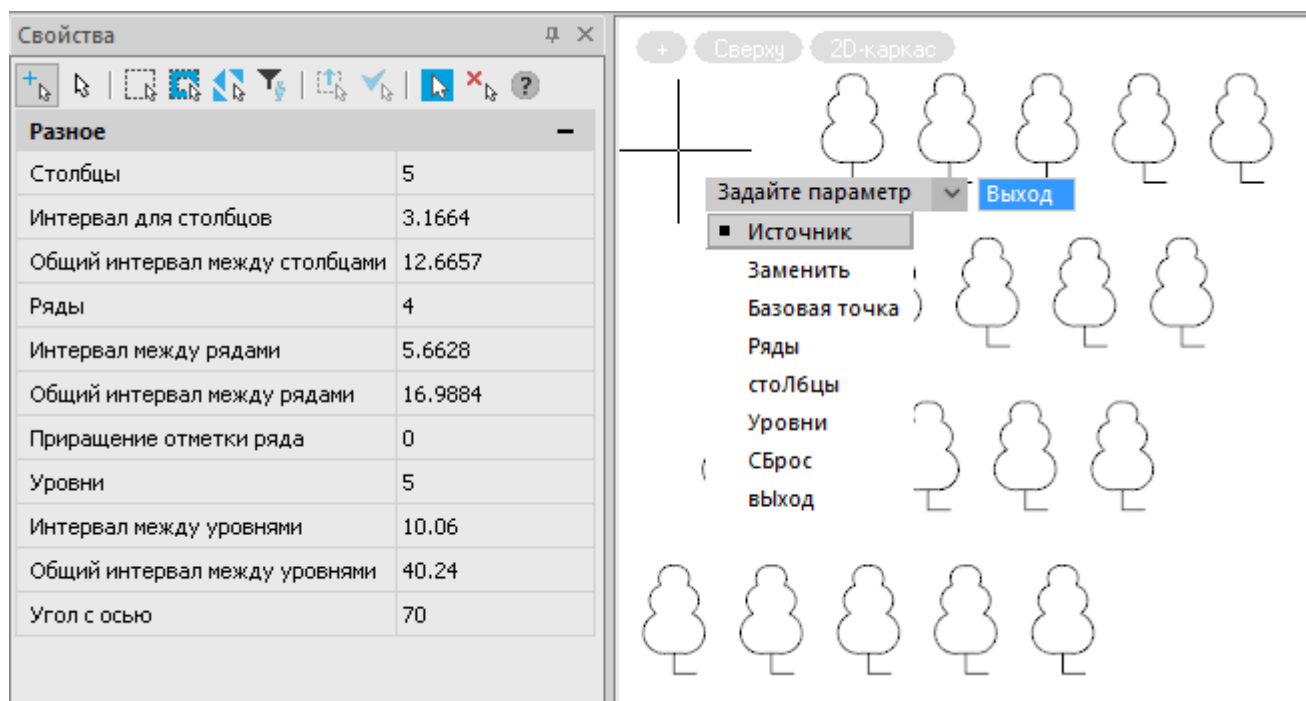 Свойства
Разное
Столбцы 5
Интервал для столбцов 3.1664
Общий интервал между столбцами 12.6657
Ряды 4
Интервал между рядами 5.6628
Общий интервал между рядами 16.9884
Приращение отметки ряда 0
Уровни 5
Интервал между уровнями 10.06
Общий интервал между уровнями 40.24
Угол с осью 70
+ Сверху 2D-каркас
Задайте параметр Выход
Источник
Заменить
Базовая точка
Ряды
стоЛбцы
Уровни
СБрос
вЫход